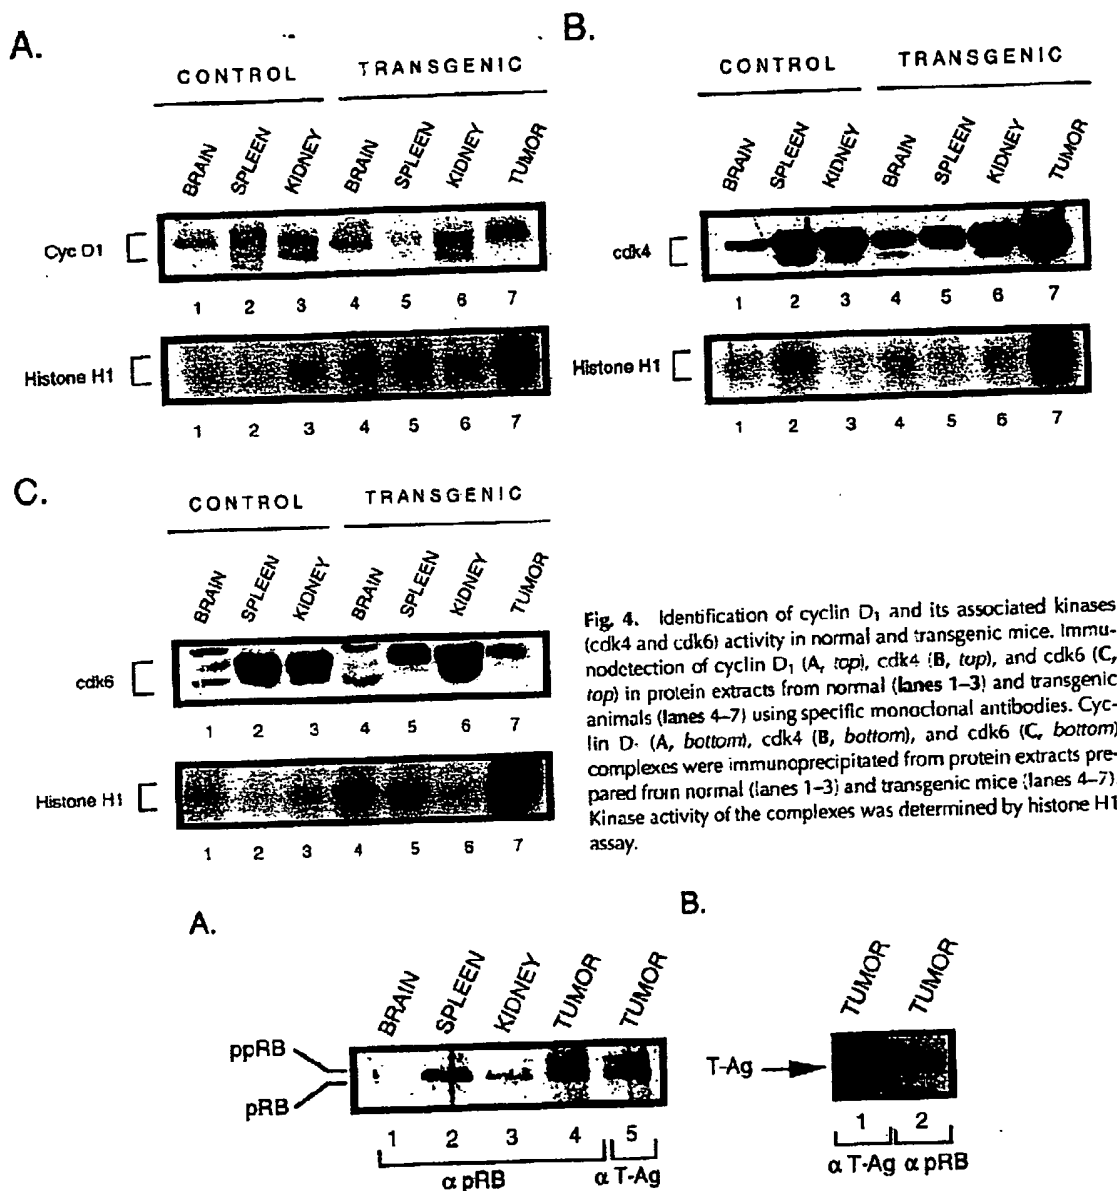 A.
CONTROL TRANSGENIC
BRAIN SPLEEN KIDNEY BRAIN SPLEEN KIDNEY TUMOR
Cyc D1
1 2 3 4 5 6 7
Histone H1
1 2 3 4 5 6 7
B.
CONTROL TRANSGENIC
BRAIN SPLEEN KIDNEY BRAIN SPLEEN KIDNEY TUMOR
cdk4
1 2 3 4 5 6 7
Histone H1
1 2 3 4 5 6 7
C.
CONTROL TRANSGENIC
BRAIN SPLEEN KIDNEY BRAIN SPLEEN KIDNEY TUMOR
cdk6
1 2 3 4 5 6 7
Histone H1
1 2 3 4 5 6 7
Fig. 4. Identification of cyclin D₁ and its associated kinases
(cdk4 and cdk6) activity in normal and transgenic mice. Immu-
nodetection of cyclin D₁ (A, top), cdk4 (B, top), and cdk6 (C,
top) in protein extracts from normal (lanes 1–3) and transgenic
animals (lanes 4–7) using specific monoclonal antibodies. Cyc-
lin D· (A, bottom), cdk4 (B, bottom), and cdk6 (C, bottom)
complexes were immunoprecipitated from protein extracts pre-
pared from normal (lanes 1–3) and transgenic mice (lanes 4–7)
Kinase activity of the complexes was determined by histone H1
assay.
A.
BRAIN SPLEEN KIDNEY TUMOR TUMOR
ppRB
pRB
1 2 3 4 5
α pRB α T-Ag
B.
TUMOR TUMOR
T-Ag
1 2
α T-Ag α pRB